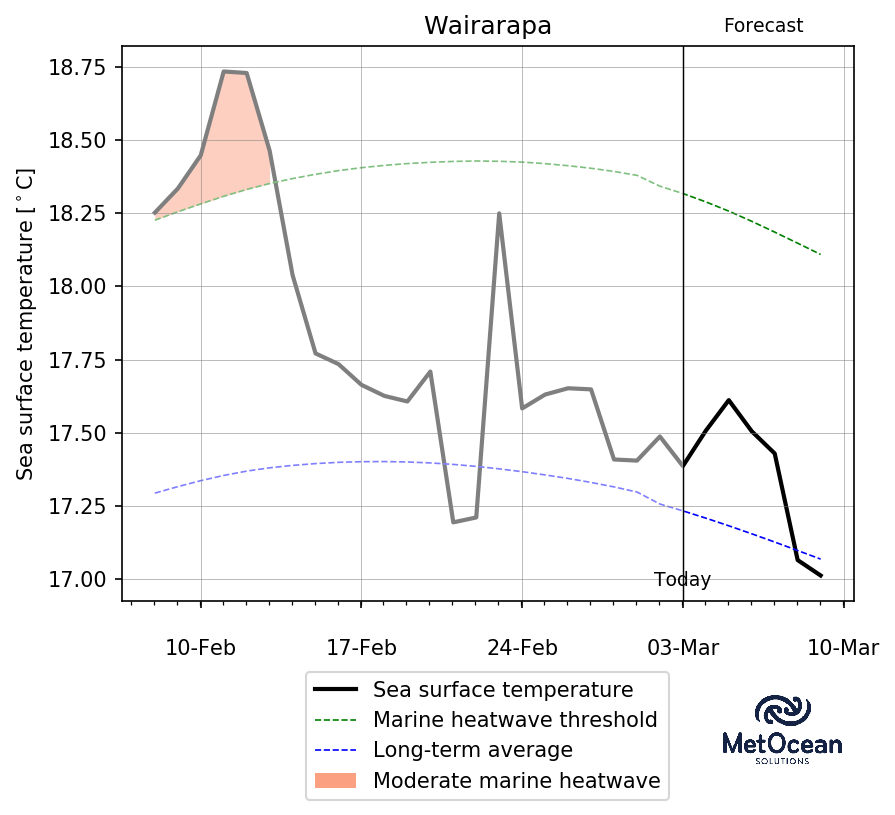 Wairarapa
Forecast
18.75
18.50
18.25
18.00
17.75
17.50
17.25
17.00
Sea surface temperature [°C]
Today
10-Feb 17-Feb 24-Feb 03-Mar 10-Mar
Sea surface temperature
Marine heatwave threshold
Long-term average
Moderate marine heatwave
MetOcean
SOLUTIONS